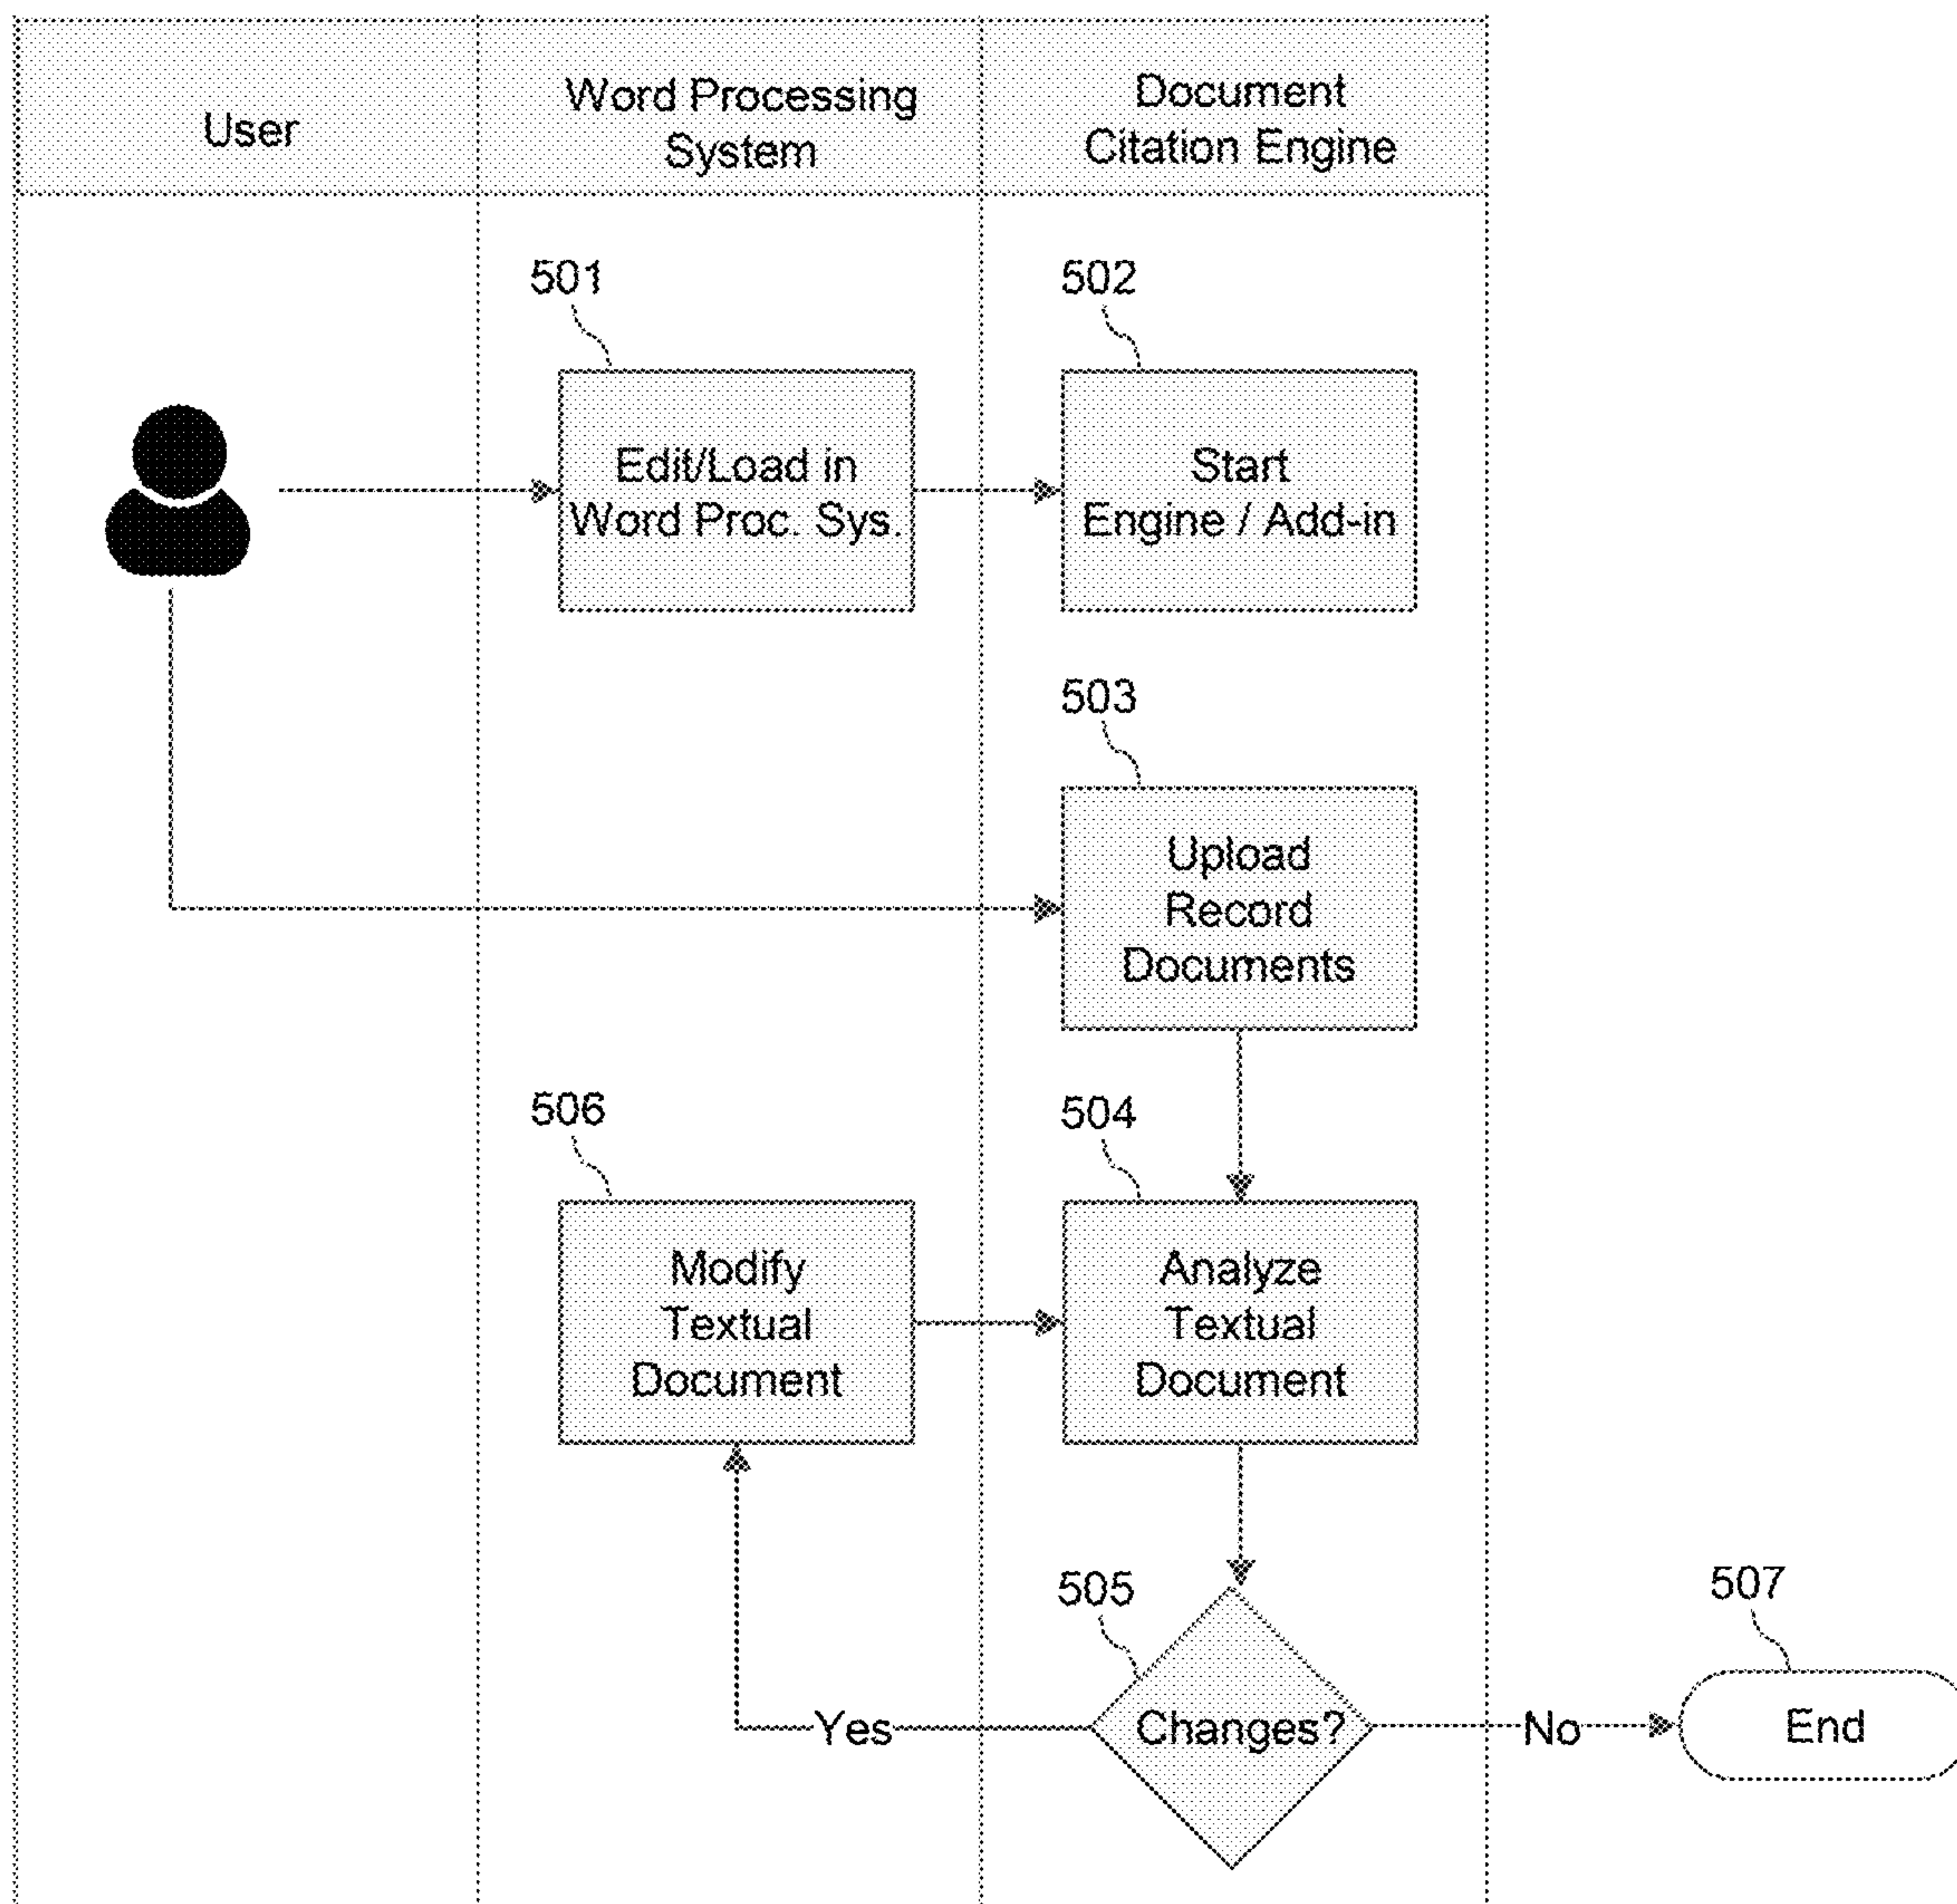 User
Word Processing
System
Document
Citation Engine
501
502
Edit/Load in
Word Proc. Sys.
Start
Engine / Add-in
503
Upload
Record
Documents
506
504
Modify
Textual
Document
Analyze
Textual
Document
505
507
Yes
Changes?
No
End